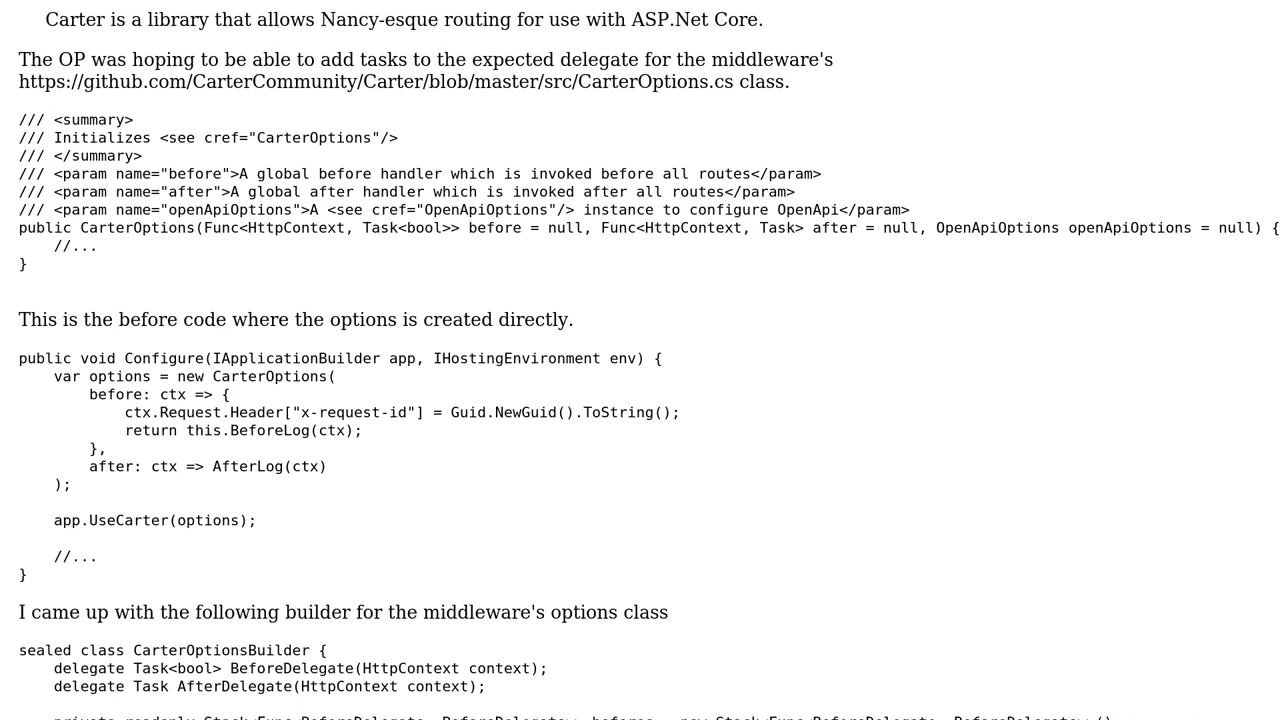 Carter is a library that allows Nancy-esque routing for use with ASP.Net Core.
The OP was hoping to be able to add tasks to the expected delegate for the middleware's
https://github.com/CarterCommunity/Carter/blob/master/src/CarterOptions.cs class.
/// <summary>
/// Initializes <see cref="CarterOptions"/>
/// </summary>
/// <param name="before">A global before handler which is invoked before all routes</param>
/// <param name="after">A global after handler which is invoked after all routes</param>
/// <param name="openApiOptions">A <see cref="OpenApiOptions"/> instance to configure OpenApi</param>
public CarterOptions(Func<HttpContext, Task<bool>> before = null, Func<HttpContext, Task> after = null, OpenApiOptions openApiOptions = null) {
    //...
}
This is the before code where the options is created directly.
public void Configure(IApplicationBuilder app, IHostingEnvironment env) {
    var options = new CarterOptions(
        before: ctx => {
            ctx.Request.Header["x-request-id"] = Guid.NewGuid().ToString();
            return this.BeforeLog(ctx);
        },
        after: ctx => AfterLog(ctx)
    );
    app.UseCarter(options);
    //...
}
I came up with the following builder for the middleware's options class
sealed class CarterOptionsBuilder {
    delegate Task<bool> BeforeDelegate(HttpContext context);
    delegate Task AfterDelegate(HttpContext context);